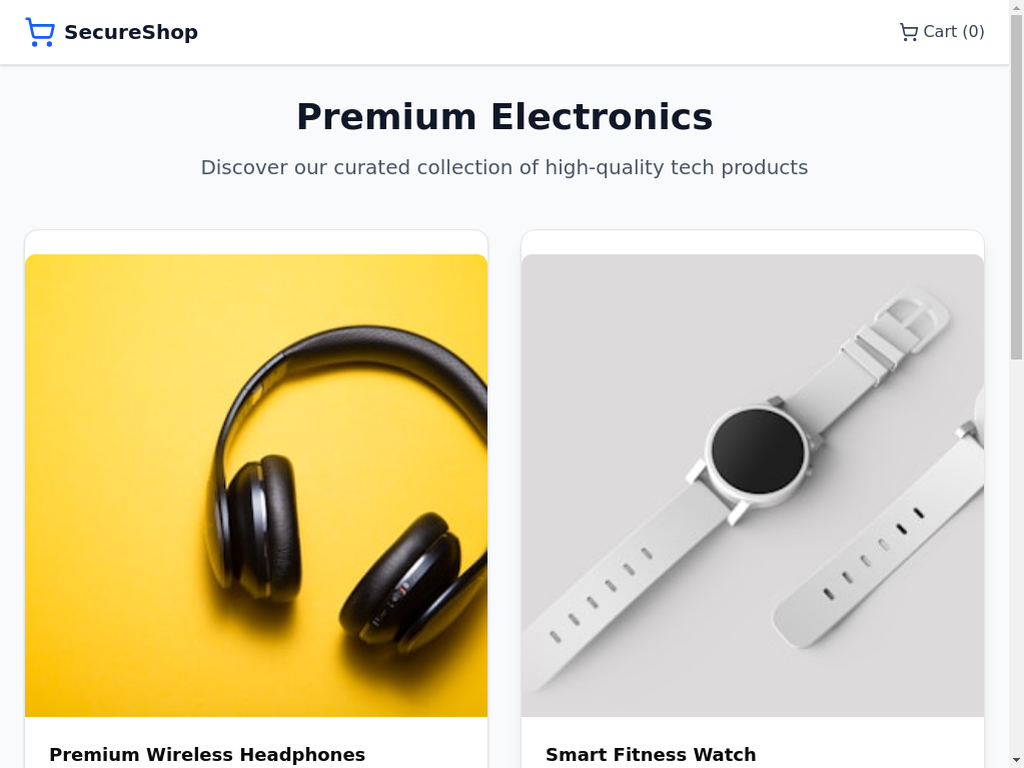 SecureShop
Cart (0)
Premium Electronics
Discover our curated collection of high-quality tech products
Premium Wireless Headphones
Smart Fitness Watch